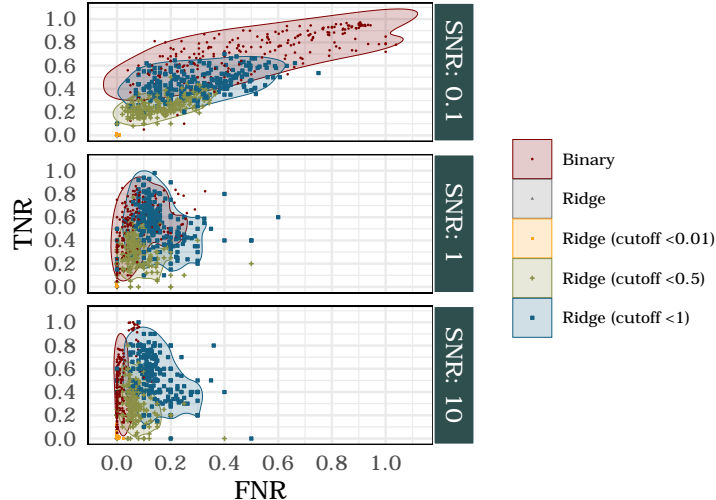 1.0
0.8
0.6
0.4
0.2
0.0
SNR: 0.1
1.0
0.8
0.6
0.4
0.2
0.0
SNR: 1
1.0
0.8
0.6
0.4
0.2
0.0
SNR: 10
TNR
0.0 0.2 0.4 0.6 0.8 1.0
FNR
Binary
Ridge
Ridge (cutoff <0.01)
Ridge (cutoff <0.5)
Ridge (cutoff <1)